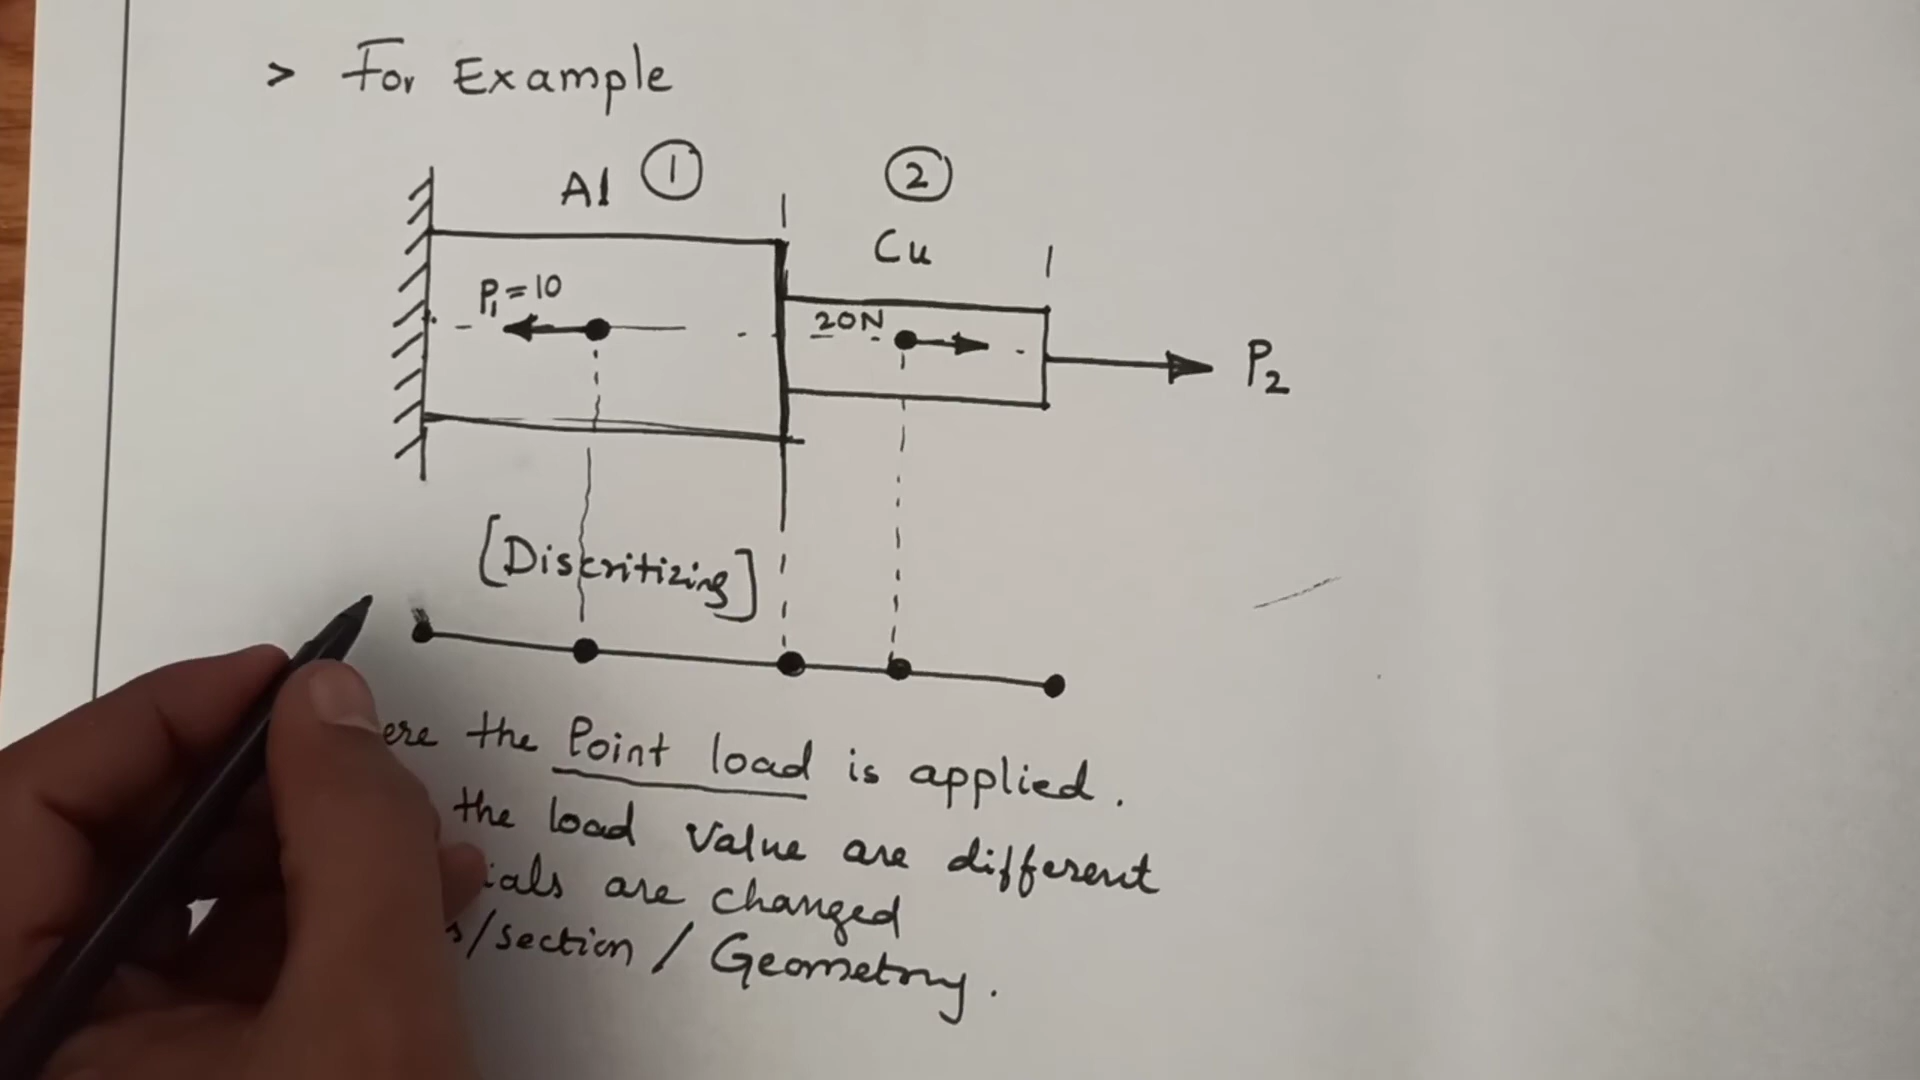 > For Example
Al ①
②
Cu
P₁=10
20N
P₂
[Discritizing]
the Point load is applied.
the load value are different
are changed
/section / Geometry.